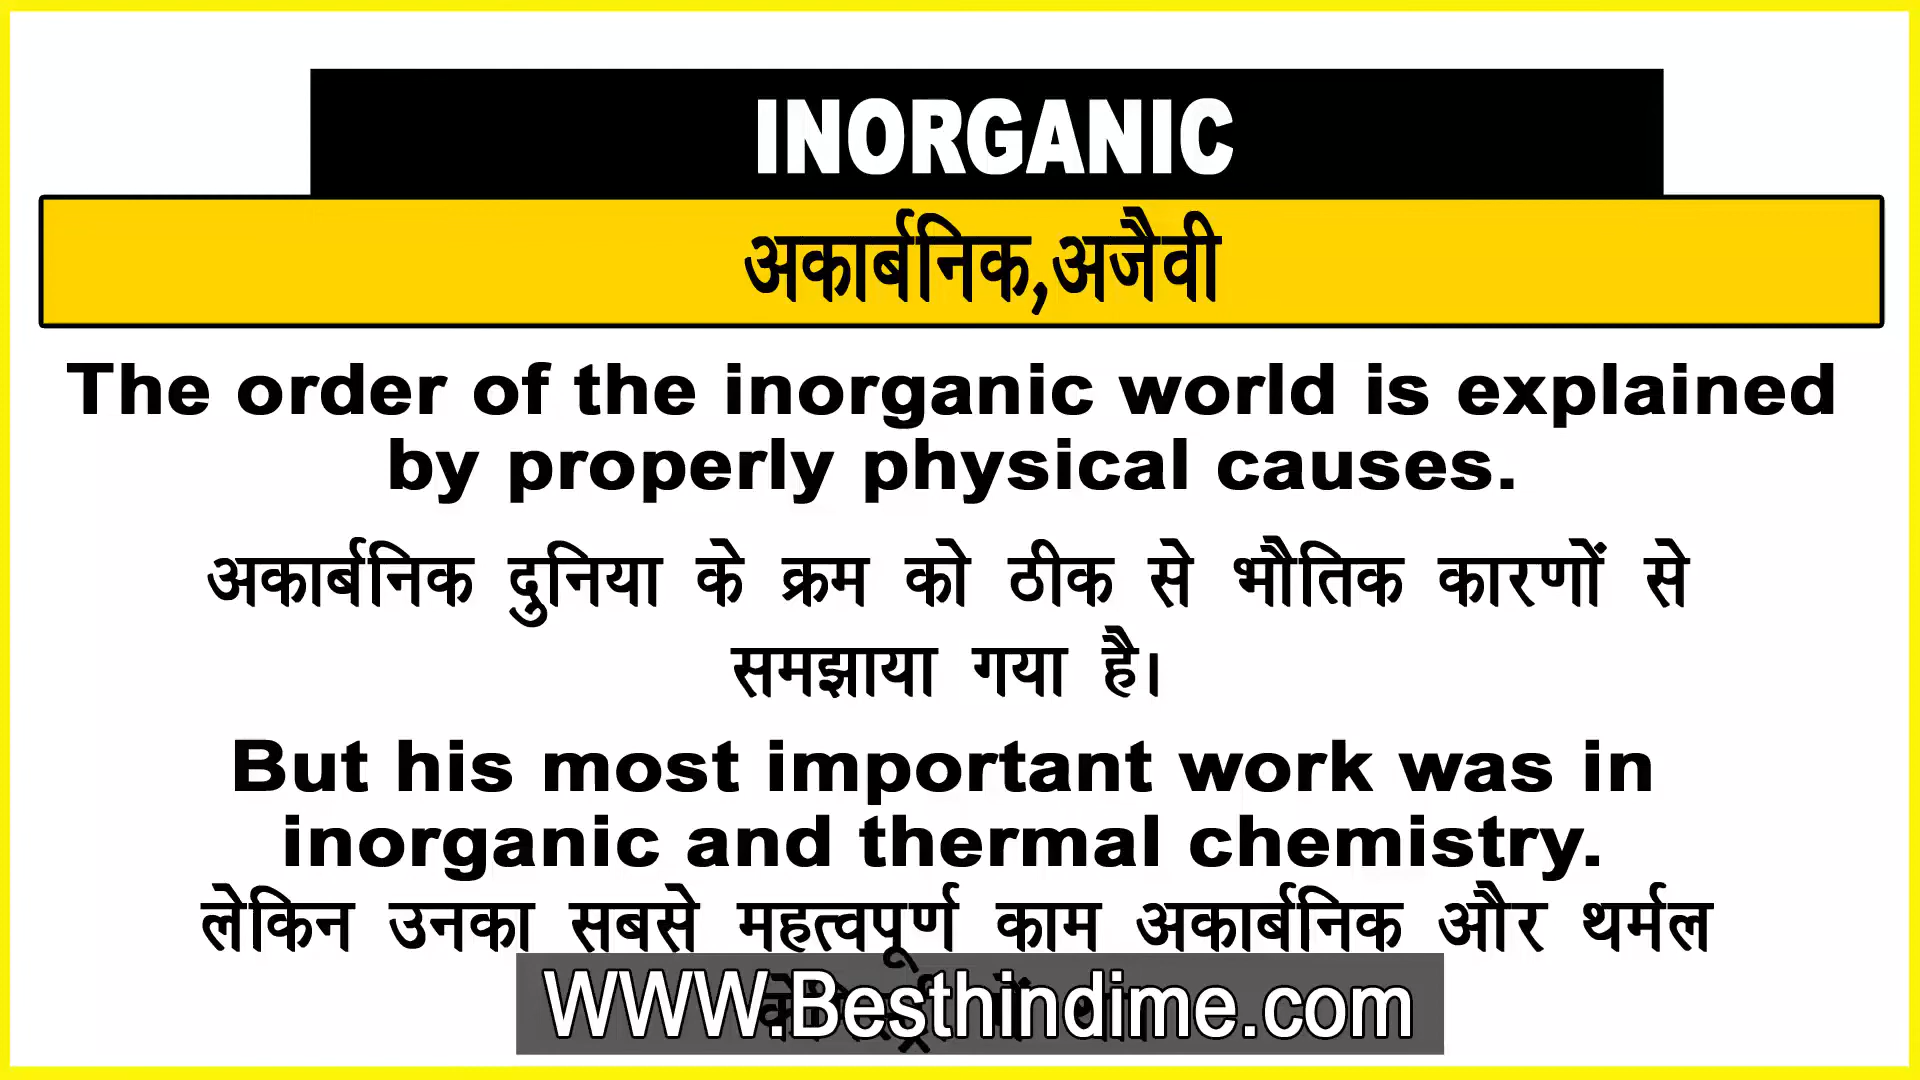 INORGANIC
अकार्बनिक,अजैवी
The order of the inorganic world is explained
by properly physical causes.
अकार्बनिक दुनिया के क्रम को ठीक से भौतिक कारणों से
समझाया गया है।
But his most important work was in
inorganic and thermal chemistry.
लेकिन उनका सबसे महत्वपूर्ण काम अकार्बनिक और थर्मल
WWW.Besthindime.com